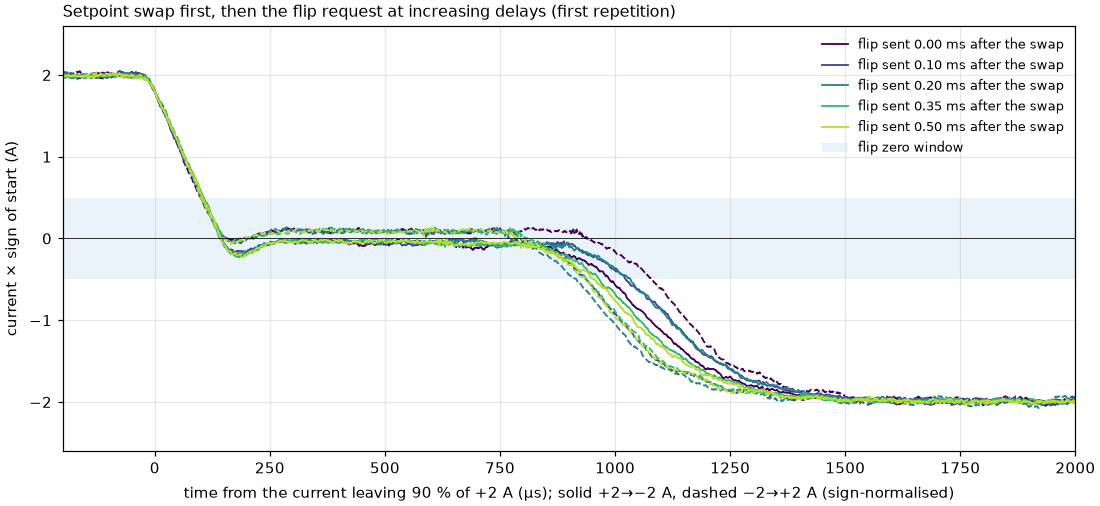 Setpoint swap first, then the flip request at increasing delays (first repetition)
current × sign of start (A)
2
1
0
−1
−2
flip sent 0.00 ms after the swap
flip sent 0.10 ms after the swap
flip sent 0.20 ms after the swap
flip sent 0.35 ms after the swap
flip sent 0.50 ms after the swap
flip zero window
0 250 500 750 1000 1250 1500 1750 2000
time from the current leaving 90 % of +2 A (µs); solid +2→−2 A, dashed −2→+2 A (sign-normalised)